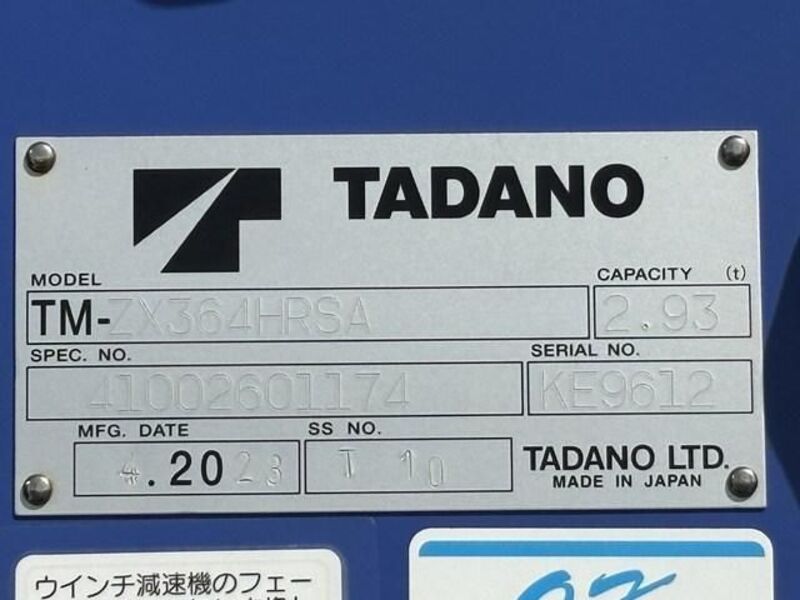 TADANO
MODEL
CAPACITY (t)
TM-ZX364HRSA
2.93
SPEC. NO.
SERIAL NO.
41002601174
KE9612
MFG. DATE
SS NO.
4.2023
T 10
TADANO LTD.
MADE IN JAPAN
ウインチ減速機のフェー